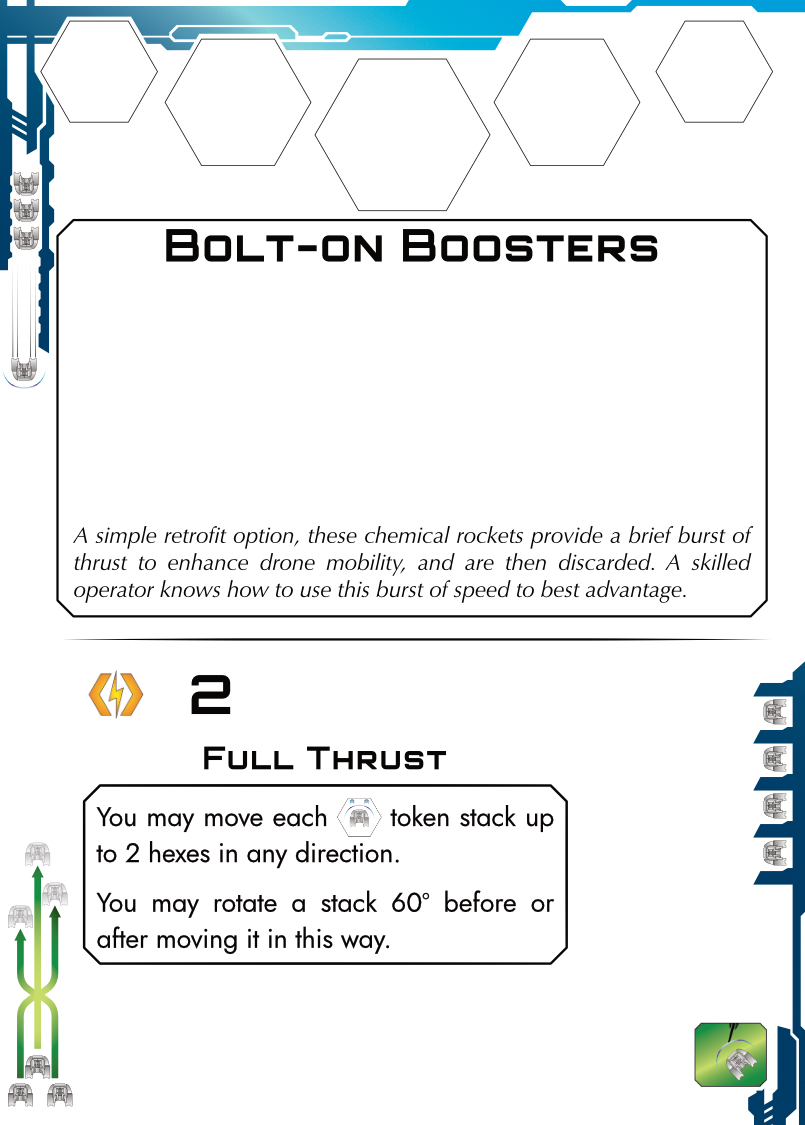 Bolt-on Boosters
A simple retrofit option, these chemical rockets provide a brief burst of
thrust to enhance drone mobility, and are then discarded. A skilled
operator knows how to use this burst of speed to best advantage.
2
Full Thrust
You may move each token stack up
to 2 hexes in any direction.
You may rotate a stack 60° before or
after moving it in this way.